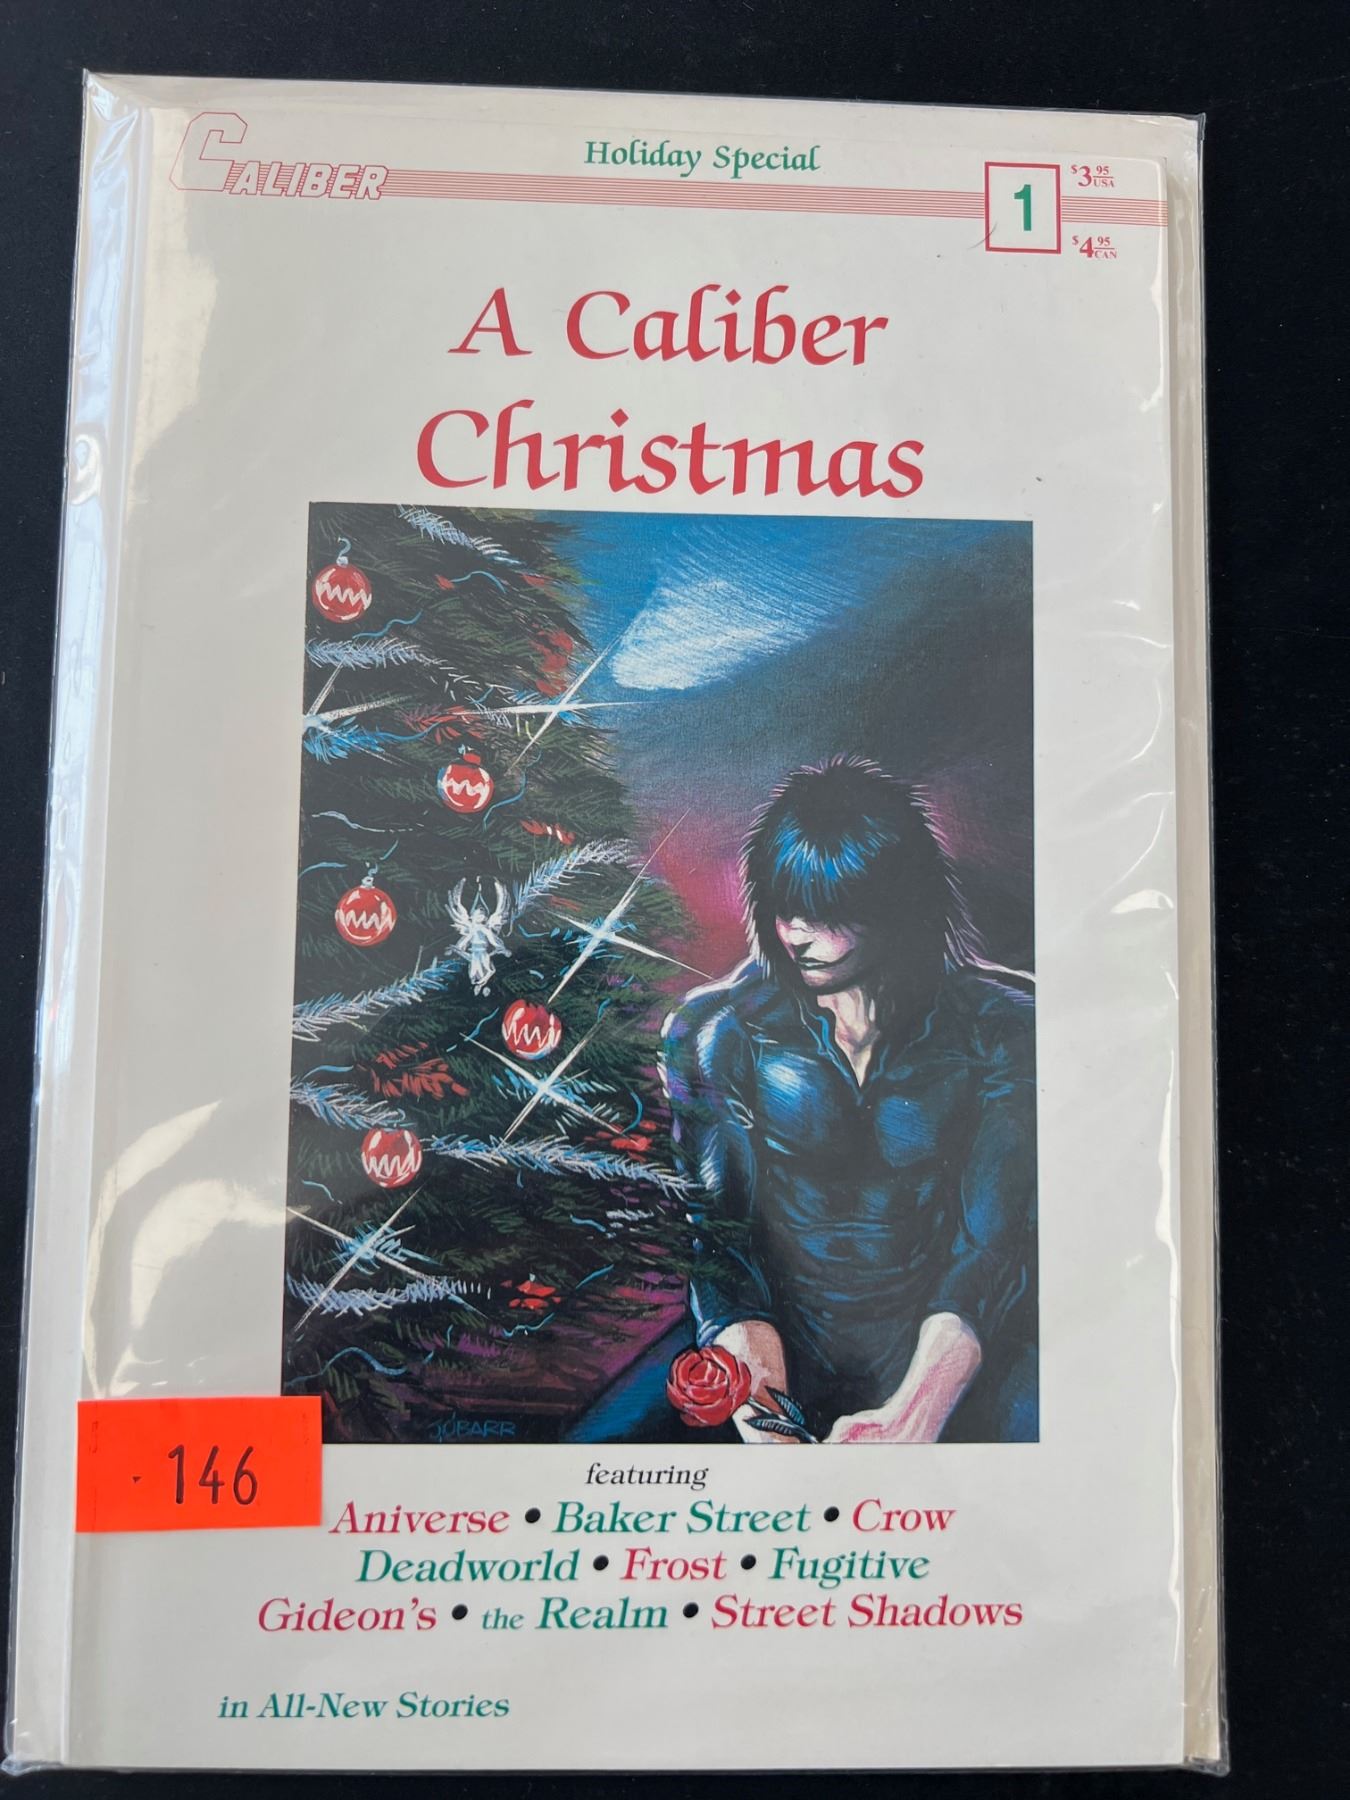 CALIBER
Holiday Special
1
$3.95 USA
$4.95 CAN
A Caliber
Christmas
J.O'BARR
146
featuring
Aniverse • Baker Street • Crow
Deadworld • Frost • Fugitive
Gideon's • the Realm • Street Shadows
in All-New Stories